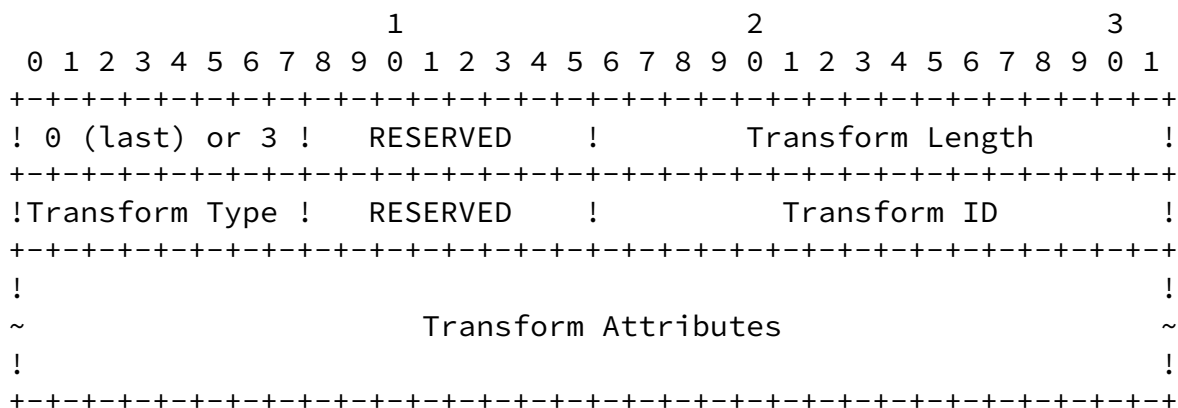 1                   2                   3
 0 1 2 3 4 5 6 7 8 9 0 1 2 3 4 5 6 7 8 9 0 1 2 3 4 5 6 7 8 9 0 1
+-+-+-+-+-+-+-+-+-+-+-+-+-+-+-+-+-+-+-+-+-+-+-+-+-+-+-+-+-+-+-+-+
! 0 (last) or 3 !   RESERVED    !        Transform Length       !
+-+-+-+-+-+-+-+-+-+-+-+-+-+-+-+-+-+-+-+-+-+-+-+-+-+-+-+-+-+-+-+-+
!Transform Type !   RESERVED    !          Transform ID         !
+-+-+-+-+-+-+-+-+-+-+-+-+-+-+-+-+-+-+-+-+-+-+-+-+-+-+-+-+-+-+-+-+
!                                                               !
~                      Transform Attributes                     ~
!                                                               !
+-+-+-+-+-+-+-+-+-+-+-+-+-+-+-+-+-+-+-+-+-+-+-+-+-+-+-+-+-+-+-+-+